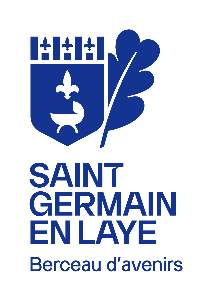 SAINT
GERMAIN
EN LAYE
Berceau d'avenirs